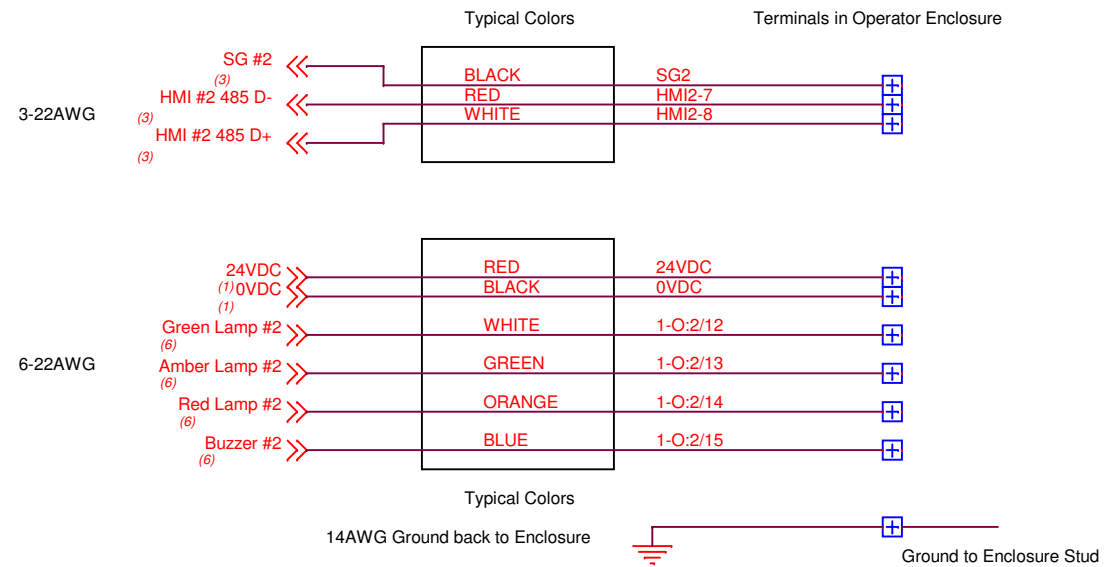 Typical Colors
Terminals in Operator Enclosure
SG #2
(3)
BLACK
SG2
HMI #2 485 D-
(3)
RED
HMI2-7
3-22AWG
HMI #2 485 D+
(3)
WHITE
HMI2-8
24VDC
(1)
RED
24VDC
0VDC
(1)
BLACK
0VDC
Green Lamp #2
(6)
WHITE
1-O:2/12
6-22AWG
Amber Lamp #2
(6)
GREEN
1-O:2/13
Red Lamp #2
(6)
ORANGE
1-O:2/14
Buzzer #2
(6)
BLUE
1-O:2/15
Typical Colors
14AWG Ground back to Enclosure
Ground to Enclosure Stud